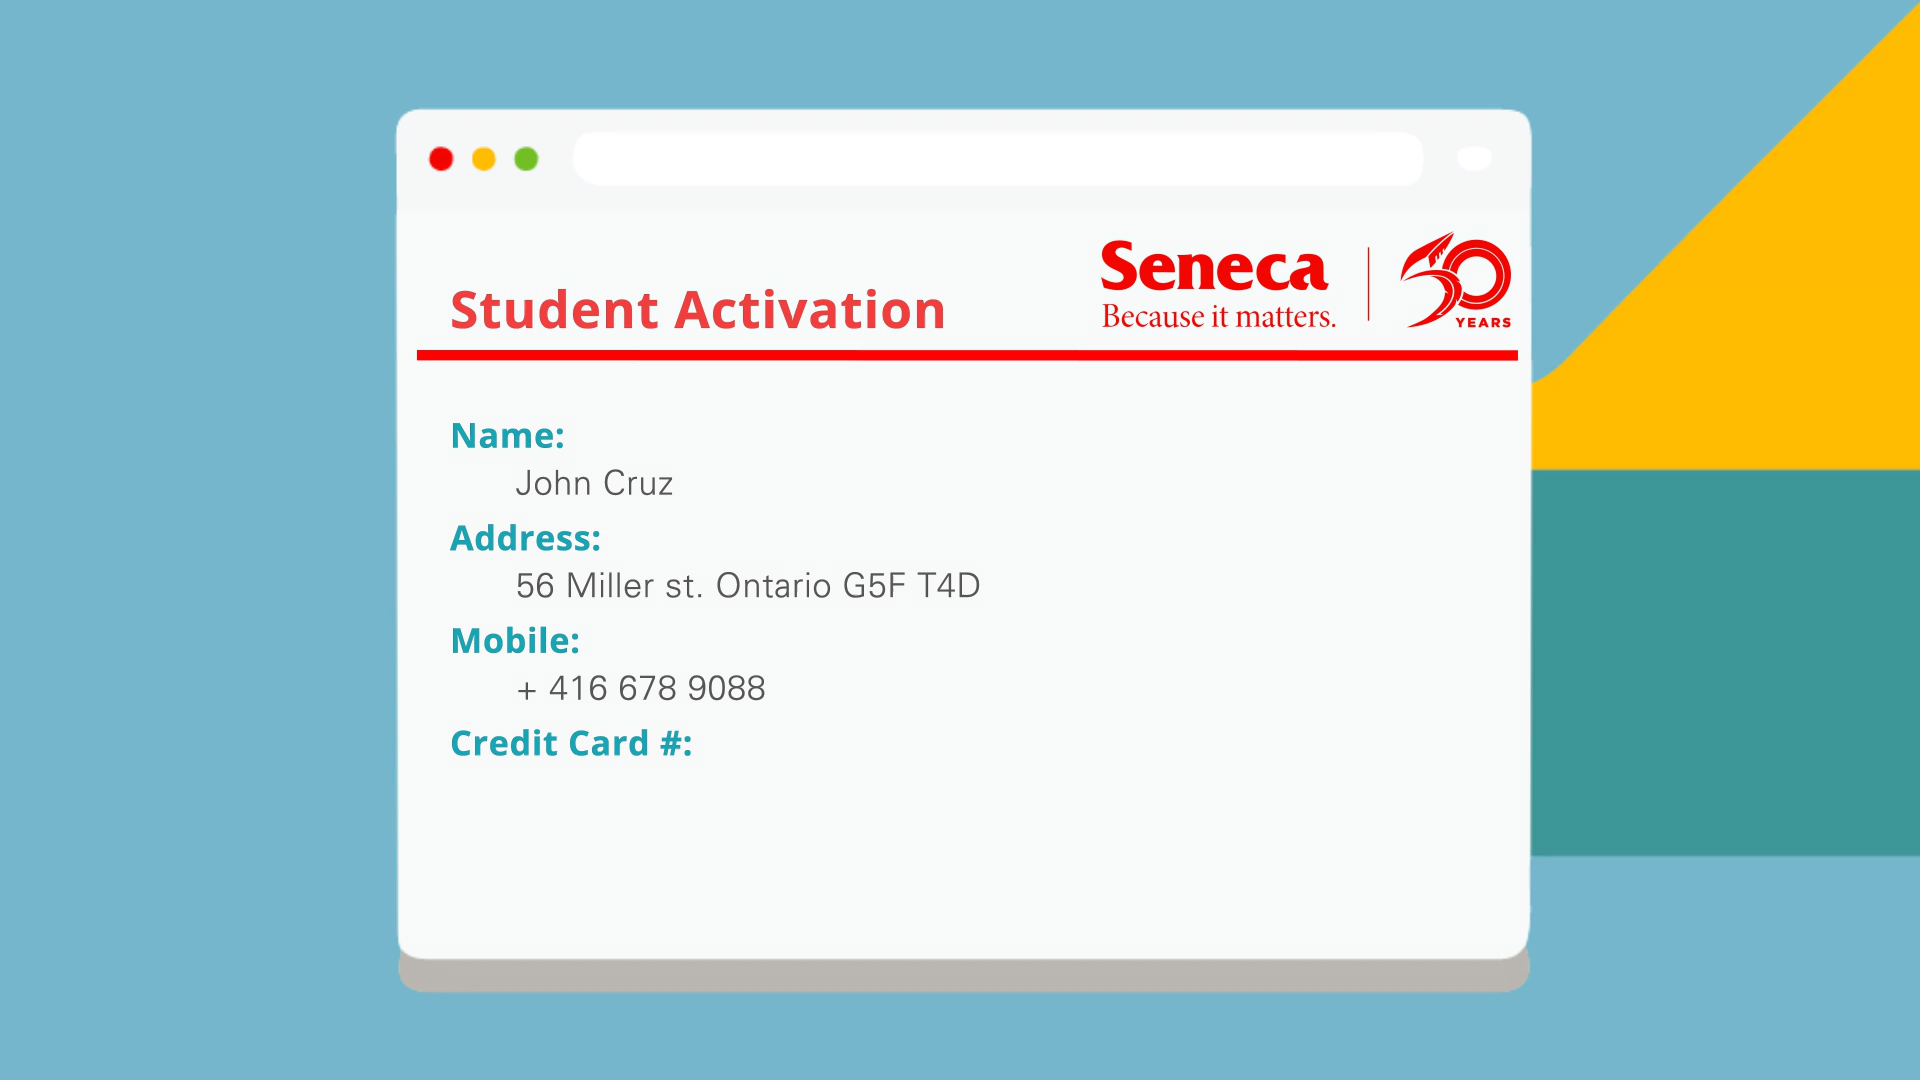 Seneca
Because it matters.
50
YEARS
Student Activation
Name:
John Cruz
Address:
56 Miller st. Ontario G5F T4D
Mobile:
+ 416 678 9088
Credit Card #: